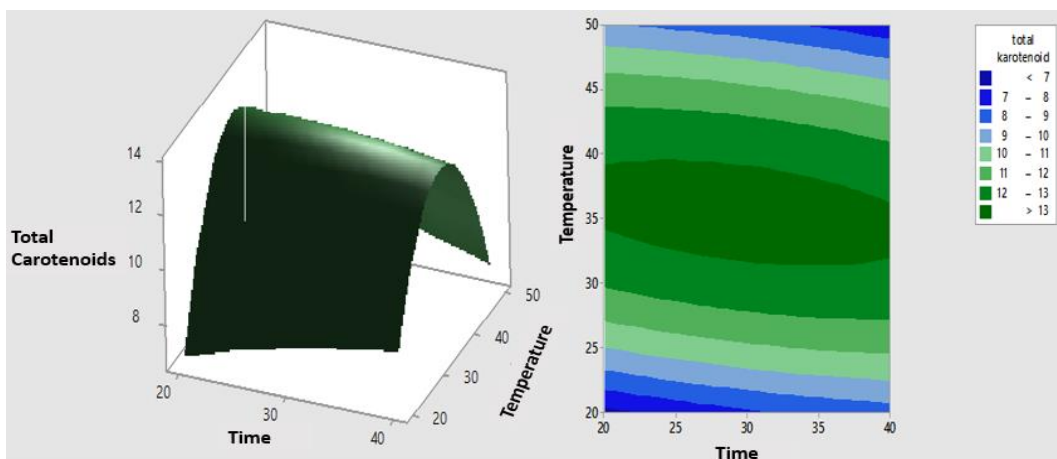 14
12
10
8
Total
Carotenoids
20
30
40
Time
20
30
40
50
Temperature
50
45
40
35
30
25
20
Temperature
20
25
30
35
40
Time
total
karotenoid
< 7
7 – 8
8 – 9
9 – 10
10 – 11
11 – 12
12 – 13
> 13